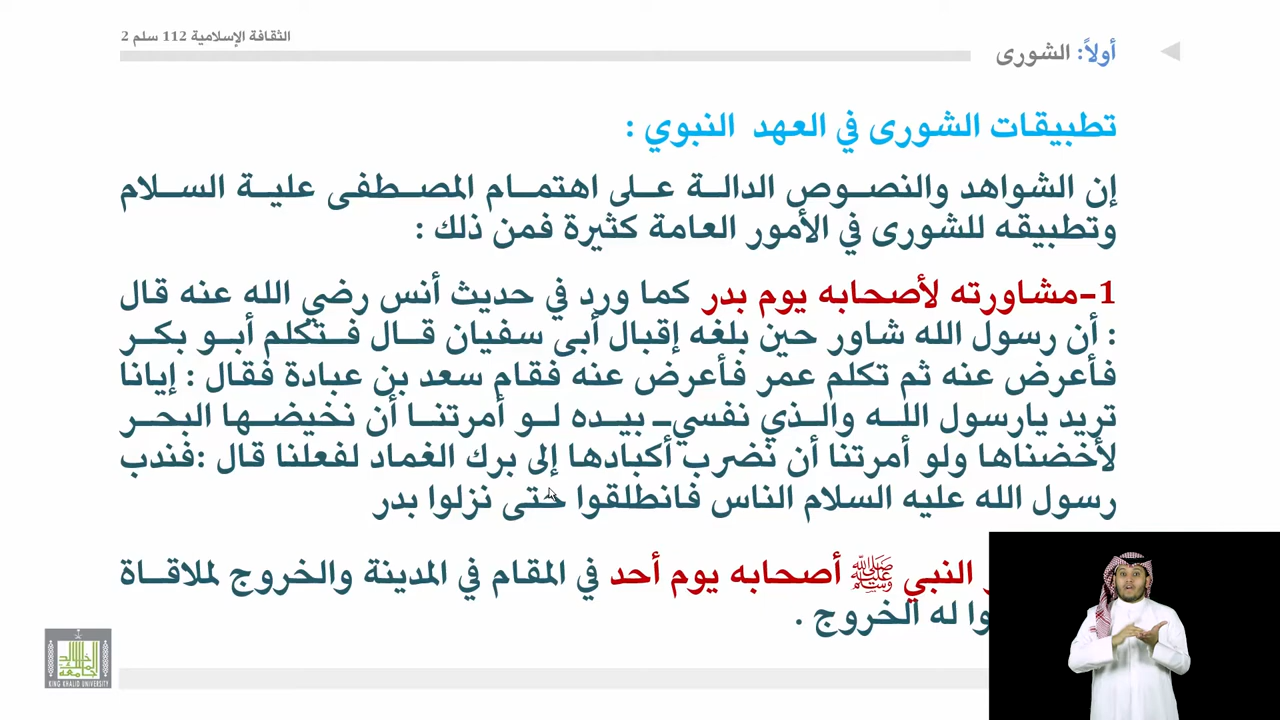 الثقافة الإسلامية 112 سلم 2
أولاً: الشورى
تطبيقات الشورى في العهد النبوي :
إن الشواهد والنصوص الدالة على اهتمام المصطفى علية السلام
وتطبيقه للشورى في الأمور العامة كثيرة فمن ذلك :
1-مشاورته لأصحابه يوم بدر كما ورد في حديث أنس رضي الله عنه قال
: أن رسول الله شاور حين بلغه إقبال أبى سفيان قال فتكلم أبو بكر
فأعرض عنه ثم تكلم عمر فأعرض عنه فقام سعد بن عبادة فقال : إيانا
تريد يارسول الله والذي نفسي بيده لو أمرتنا أن نخيضها البحر
لأخضناها ولو أمرتنا أن نضرب أكبادها إلى برك الغماد لفعلنا قال :فندب
رسول الله عليه السلام الناس فانطلقوا حتى نزلوا بدر
النبي ﷺ أصحابه يوم أحد في المقام في المدينة والخروج لملاقاة
له الخروج .
جامعة الملك خالد
KING KHALID UNIVERSITY